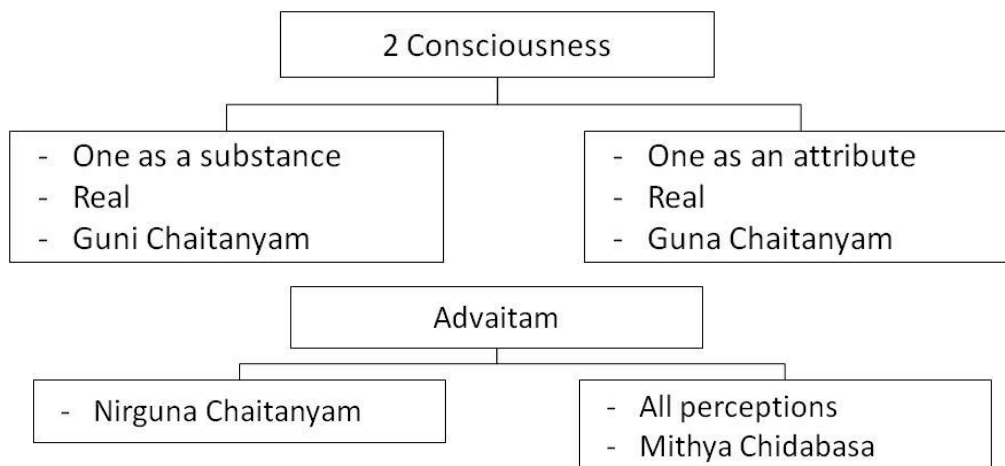 2 Consciousness
- One as a substance
- Real
- Guni Chaitanyam
- One as an attribute
- Real
- Guna Chaitanyam
Advaitam
- Nirguna Chaitanyam
- All perceptions
- Mithya Chidabasa